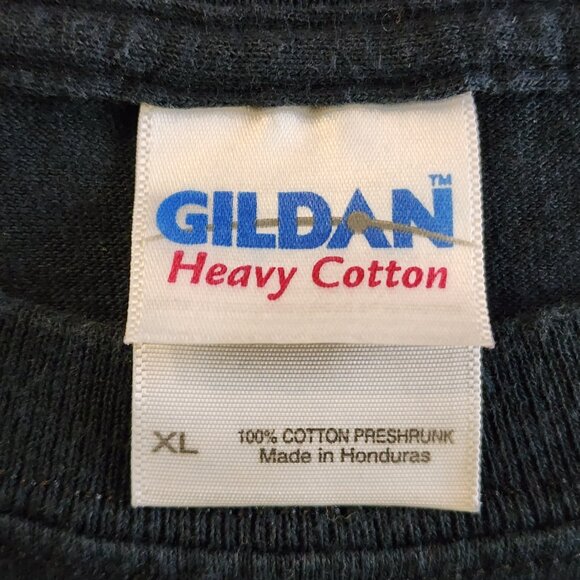 GILDAN™
Heavy Cotton
XL
100% COTTON PRESHRUNK
Made in Honduras